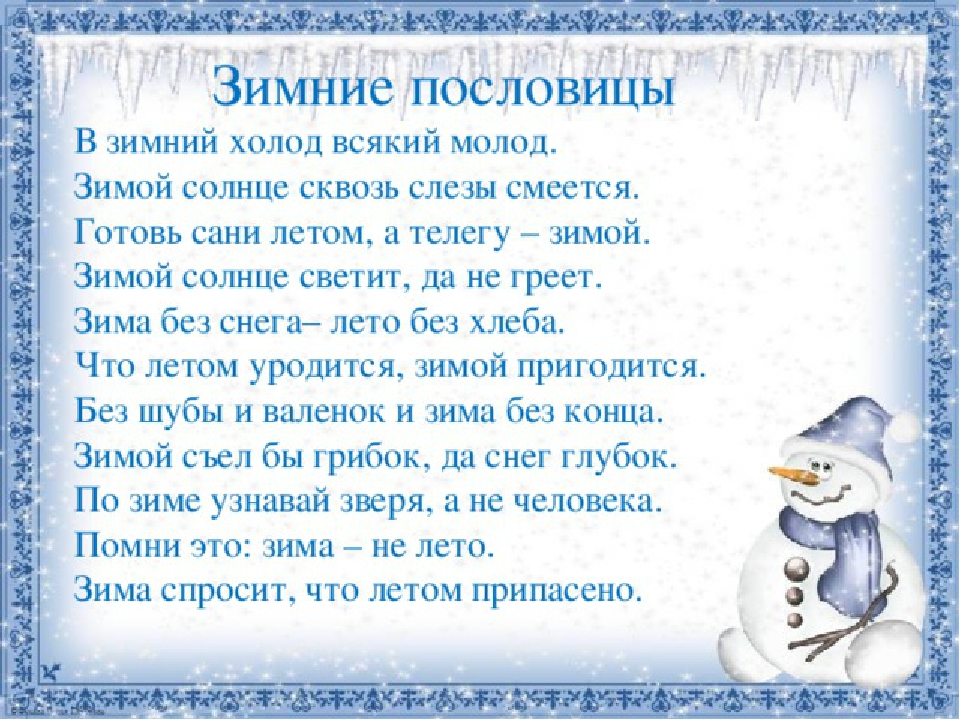 Зимние пословицы
В зимний холод всякий молод.
Зимой солнце сквозь слезы смеется.
Готовь сани летом, а телегу – зимой.
Зимой солнце светит, да не греет.
Зима без снега– лето без хлеба.
Что летом уродится, зимой пригодится.
Без шубы и валенок и зима без конца.
Зимой съел бы грибок, да снег глубок.
По зиме узнавай зверя, а не человека.
Помни это: зима – не лето.
Зима спросит, что летом припасено.